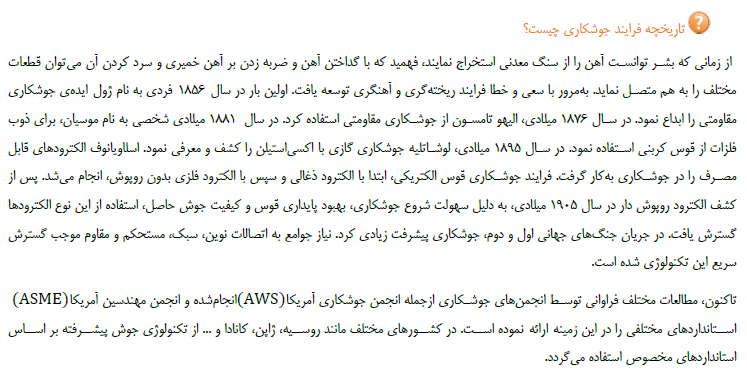 تاریخچه فرایند جوشکاری چیست؟
از زمانی که بشر توانست آهن را از سنگ معدنی استخراج نمایند، فهمید که با گداختن آهن و ضربه زدن بر آهن خمیری و سرد کردن آن می‌توان قطعات
مختلف را به هم متصل نماید. به‌مرور با سعی و خطا فرایند ریخته‌گری و آهنگری توسعه یافت. اولین بار در سال ۱۸۵۶ فردی به نام ژول ایده‌ی جوشکاری
مقاومتی را ابداع نمود. در سال ۱۸۷۶ میلادی، الیهو تامسون از جوشکاری مقاومتی استفاده کرد. در سال ۱۸۸۱ میلادی شخصی به نام موسیان، برای ذوب
فلزات از قوس کربنی استفاده نمود. در سال ۱۸۹۵ میلادی، لوشاتلیه جوشکاری گازی با اکسی‌استیلن را کشف و معرفی نمود. اسلاویانوف الکترودهای قابل
مصرف را در جوشکاری به‌کار گرفت. فرایند جوشکاری قوس الکتریکی، ابتدا با الکترود ذغالی و سپس با الکترود فلزی بدون روپوش، انجام می‌شد. پس از
کشف الکترود روپوش دار در سال ۱۹۰۵ میلادی، به دلیل سهولت شروع جوشکاری، بهبود پایداری قوس و کیفیت جوش حاصل، استفاده از این نوع الکترودها
گسترش یافت. در جریان جنگ‌های جهانی اول و دوم، جوشکاری پیشرفت زیادی کرد. نیاز جوامع به اتصالات نوین، سبک، مستحکم و مقاوم موجب گسترش
سریع این تکنولوژی شده است.
تاکنون، مطالعات مختلف فراوانی توسط انجمن‌های جوشکاری ازجمله انجمن جوشکاری آمریکا(AWS)انجام‌شده و انجمن مهندسین آمریکا(ASME)
استانداردهای مختلفی را در این زمینه ارائه نموده است. در کشورهای مختلف مانند روسیه، ژاپن، کانادا و ... از تکنولوژی جوش پیشرفته بر اساس
استانداردهای مخصوص استفاده می‌گردد.